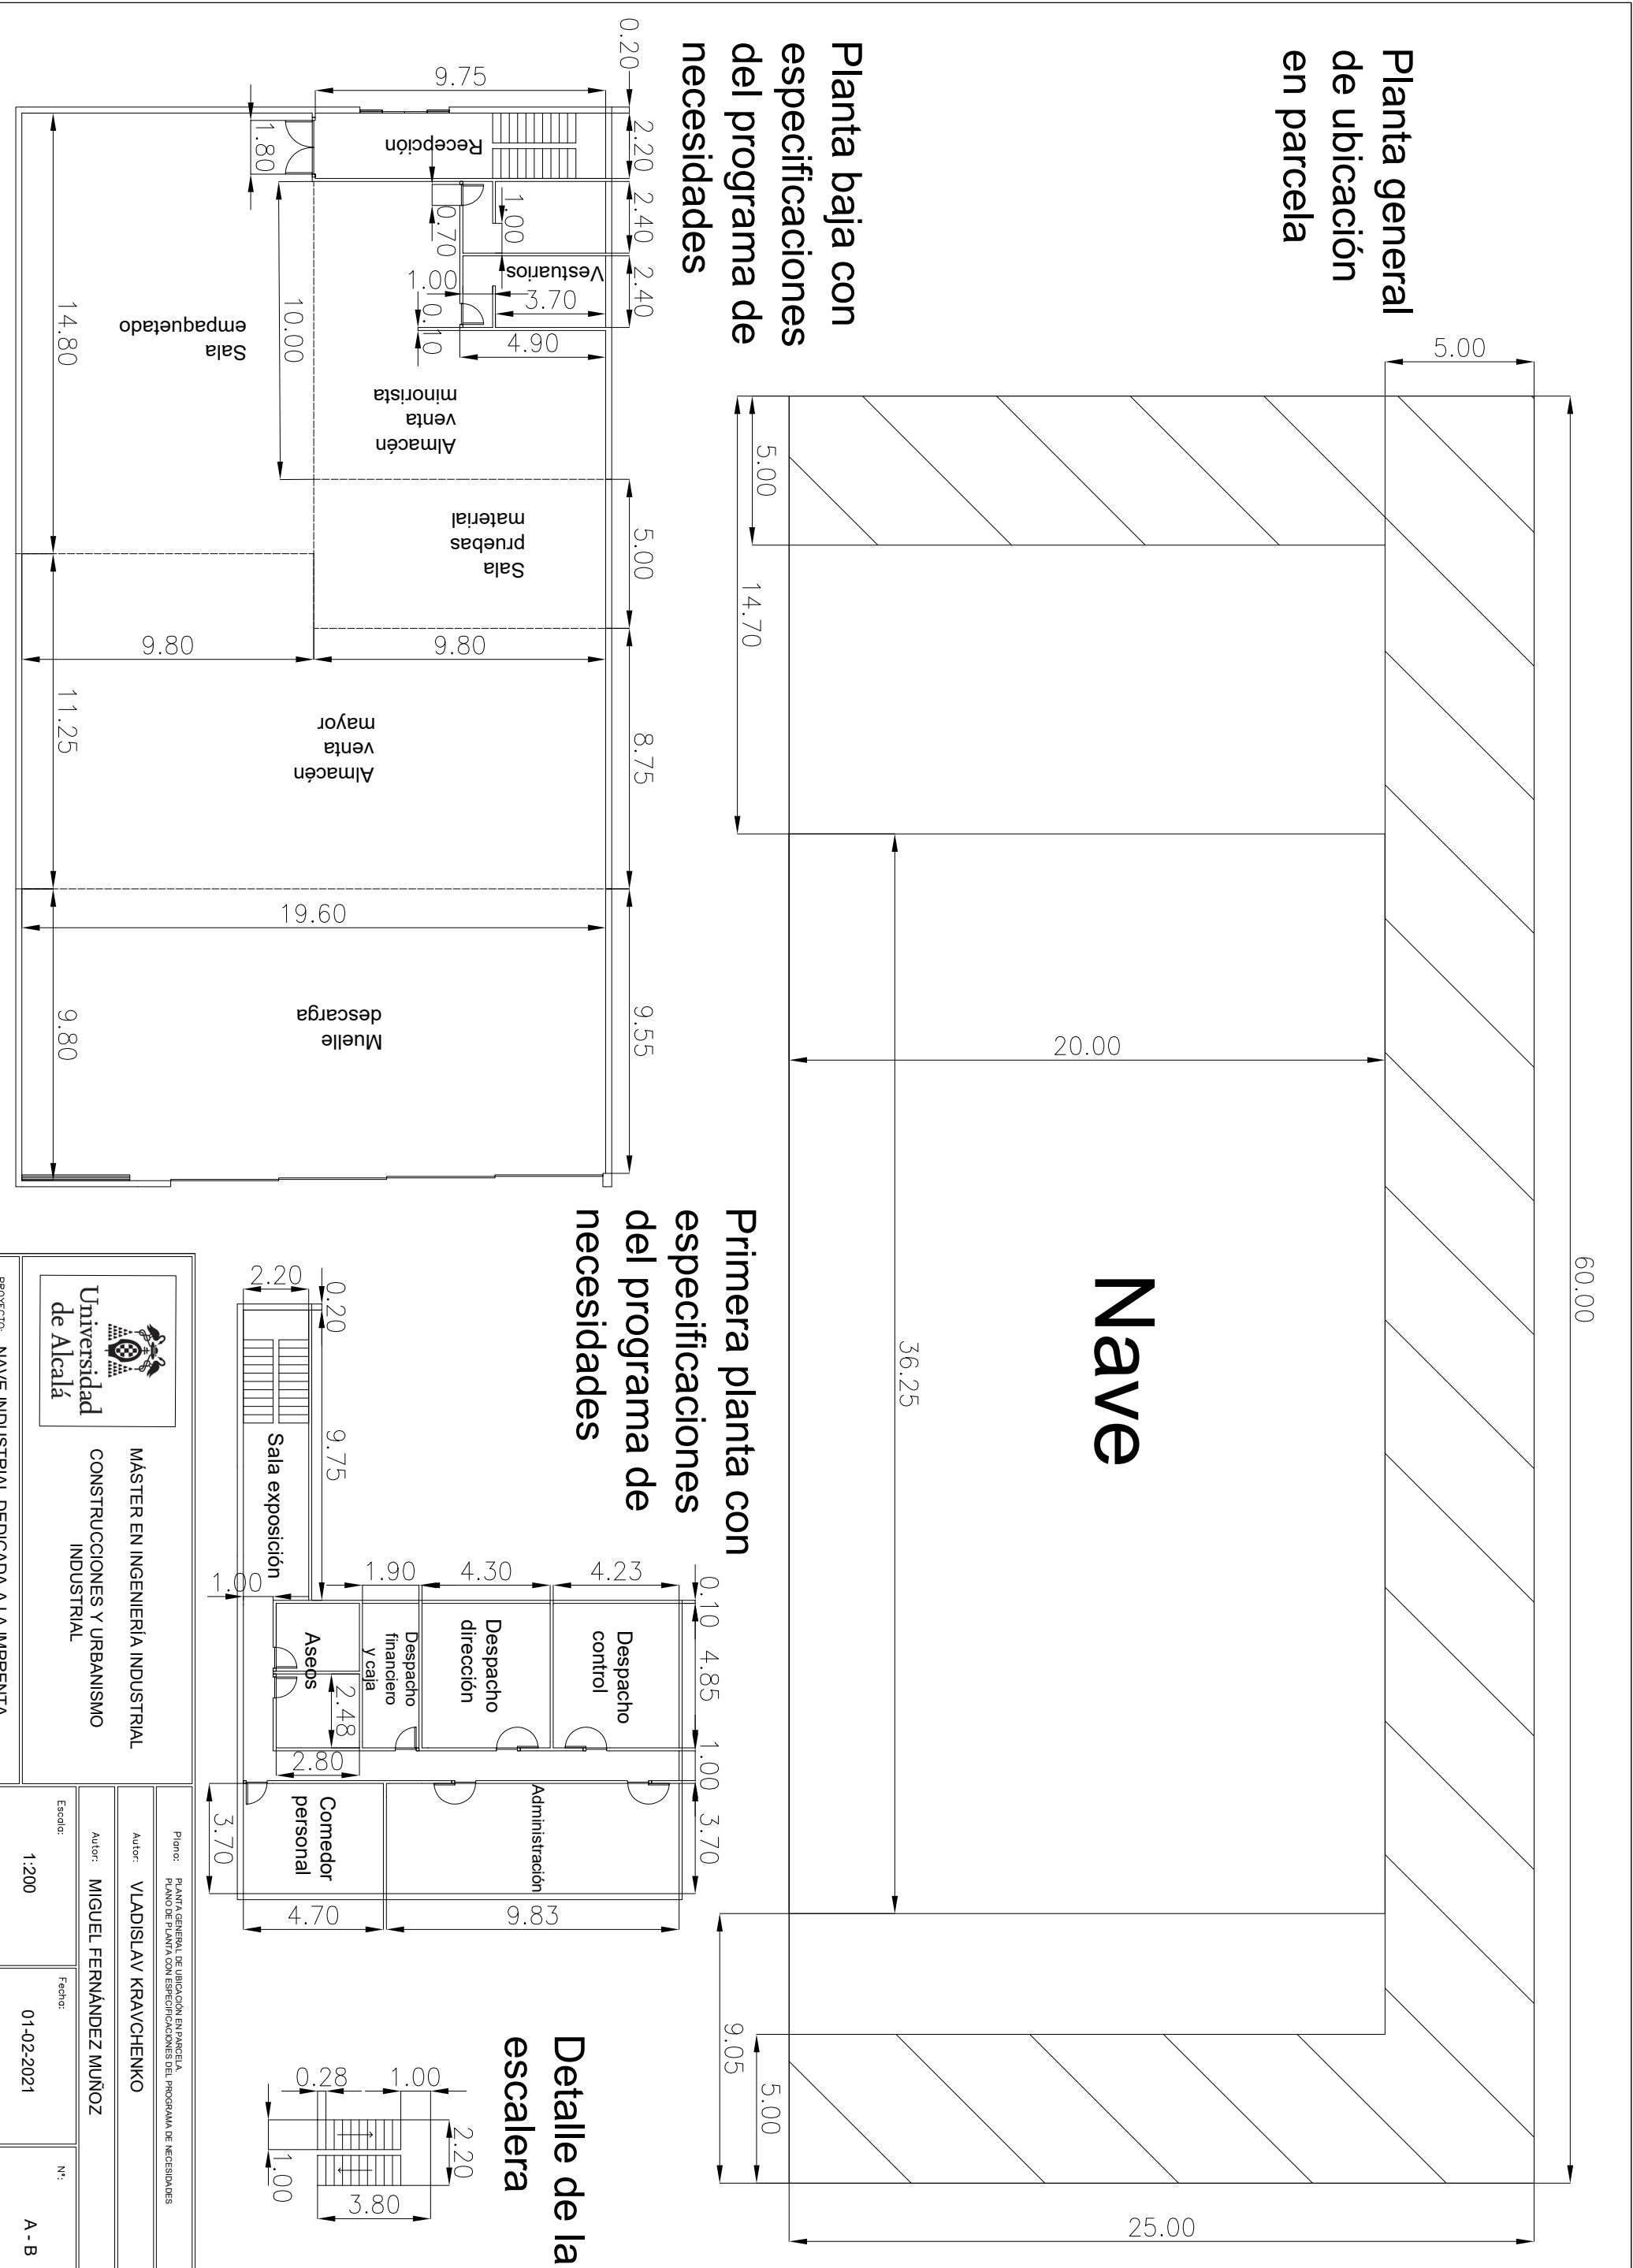 Planta general
de ubicación
en parcela
5.00
60.00
5.00
14.70
Nave
20.00
36.25
9.05
5.00
25.00
Planta baja con
especificaciones
del programa de
necesidades
0.20
2.20
2.40
2.40
5.00
8.75
9.55
9.75
Recepción
1.80
1.00
0.70
Vestuarios
1.00
3.70
0.10
4.90
10.00
14.80
Sala
empaquetado
Almacén
venta
minorista
Sala
pruebas
material
9.80
9.80
11.25
Almacén
venta
mayor
19.60
Muelle
descarga
9.80
Primera planta con
especificaciones
del programa de
necesidades
2.20
0.20
9.75
Sala exposición
1.00
1.90
4.30
4.23
0.10
4.85
1.00
3.70
Despacho
control
Despacho
dirección
Despacho
financiero
y caja
Aseos
2.48
2.80
Administración
Comedor
personal
3.70
4.70
9.83
Detalle de la
escalera
0.28
1.00
2.20
1.00
3.80
Universidad
de Alcalá
MÁSTER EN INGENIERÍA INDUSTRIAL
CONSTRUCCIONES Y URBANISMO
INDUSTRIAL
PROYECTO: NAVE INDUSTRIAL DEDICADA A LA IMPRENTA
Plano: PLANTA GENERAL DE UBICACIÓN EN PARCELA.
PLANO DE PLANTA CON ESPECIFICACIONES DEL PROGRAMA DE NECESIDADES
Autor: VLADISLAV KRAVCHENKO
Autor: MIGUEL FERNÁNDEZ MUÑOZ
Escala: 1:200
Fecha: 01-02-2021
Nº: A - B